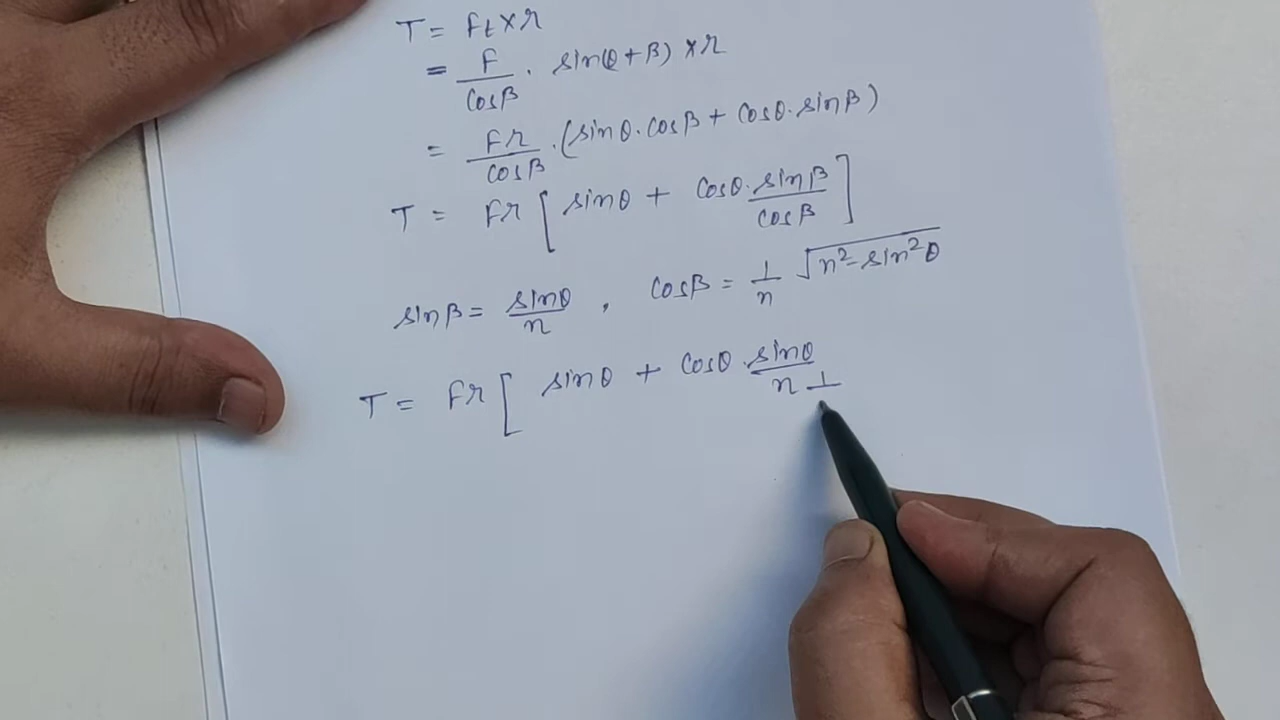 T = Ft × r
= F/cosβ . sin(θ + β) × r
= Fr/cosβ . (sinθ . cosβ + cosθ . sinβ)
T = Fr [ sinθ + cosθ . sinβ/cosβ ]
sinβ = sinθ/n , cosβ = 1/n √n² - sin²θ
T = Fr [ sinθ + cosθ . sinθ/n 1